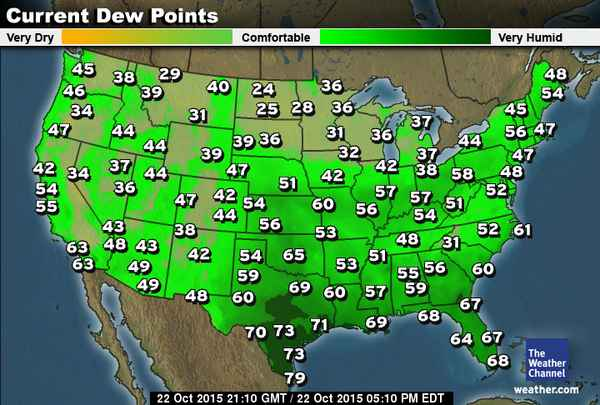 Current Dew Points
Very Dry Comfortable Very Humid
45 38 29 40 24 36 48
46 39 54
34 31 25 28 36 37 45
47 44 44 39 36 31 36 44 56 47
39 47 32 42 37 38 58 47
42 34 37 44 51 42 48
54 36 47 42 54 60 57 57 52
55 44 56 56 54 51
43 38 53 48 31 52 61
63 48 43 42 54 65 53 51
63 49 59 55 56 60
49 48 60 69 60 57 59
67
70 73 71 69 68
64 67
73 68
79
The Weather Channel
weather.com
22 Oct 2015 21:10 GMT / 22 Oct 2015 05:10 PM EDT